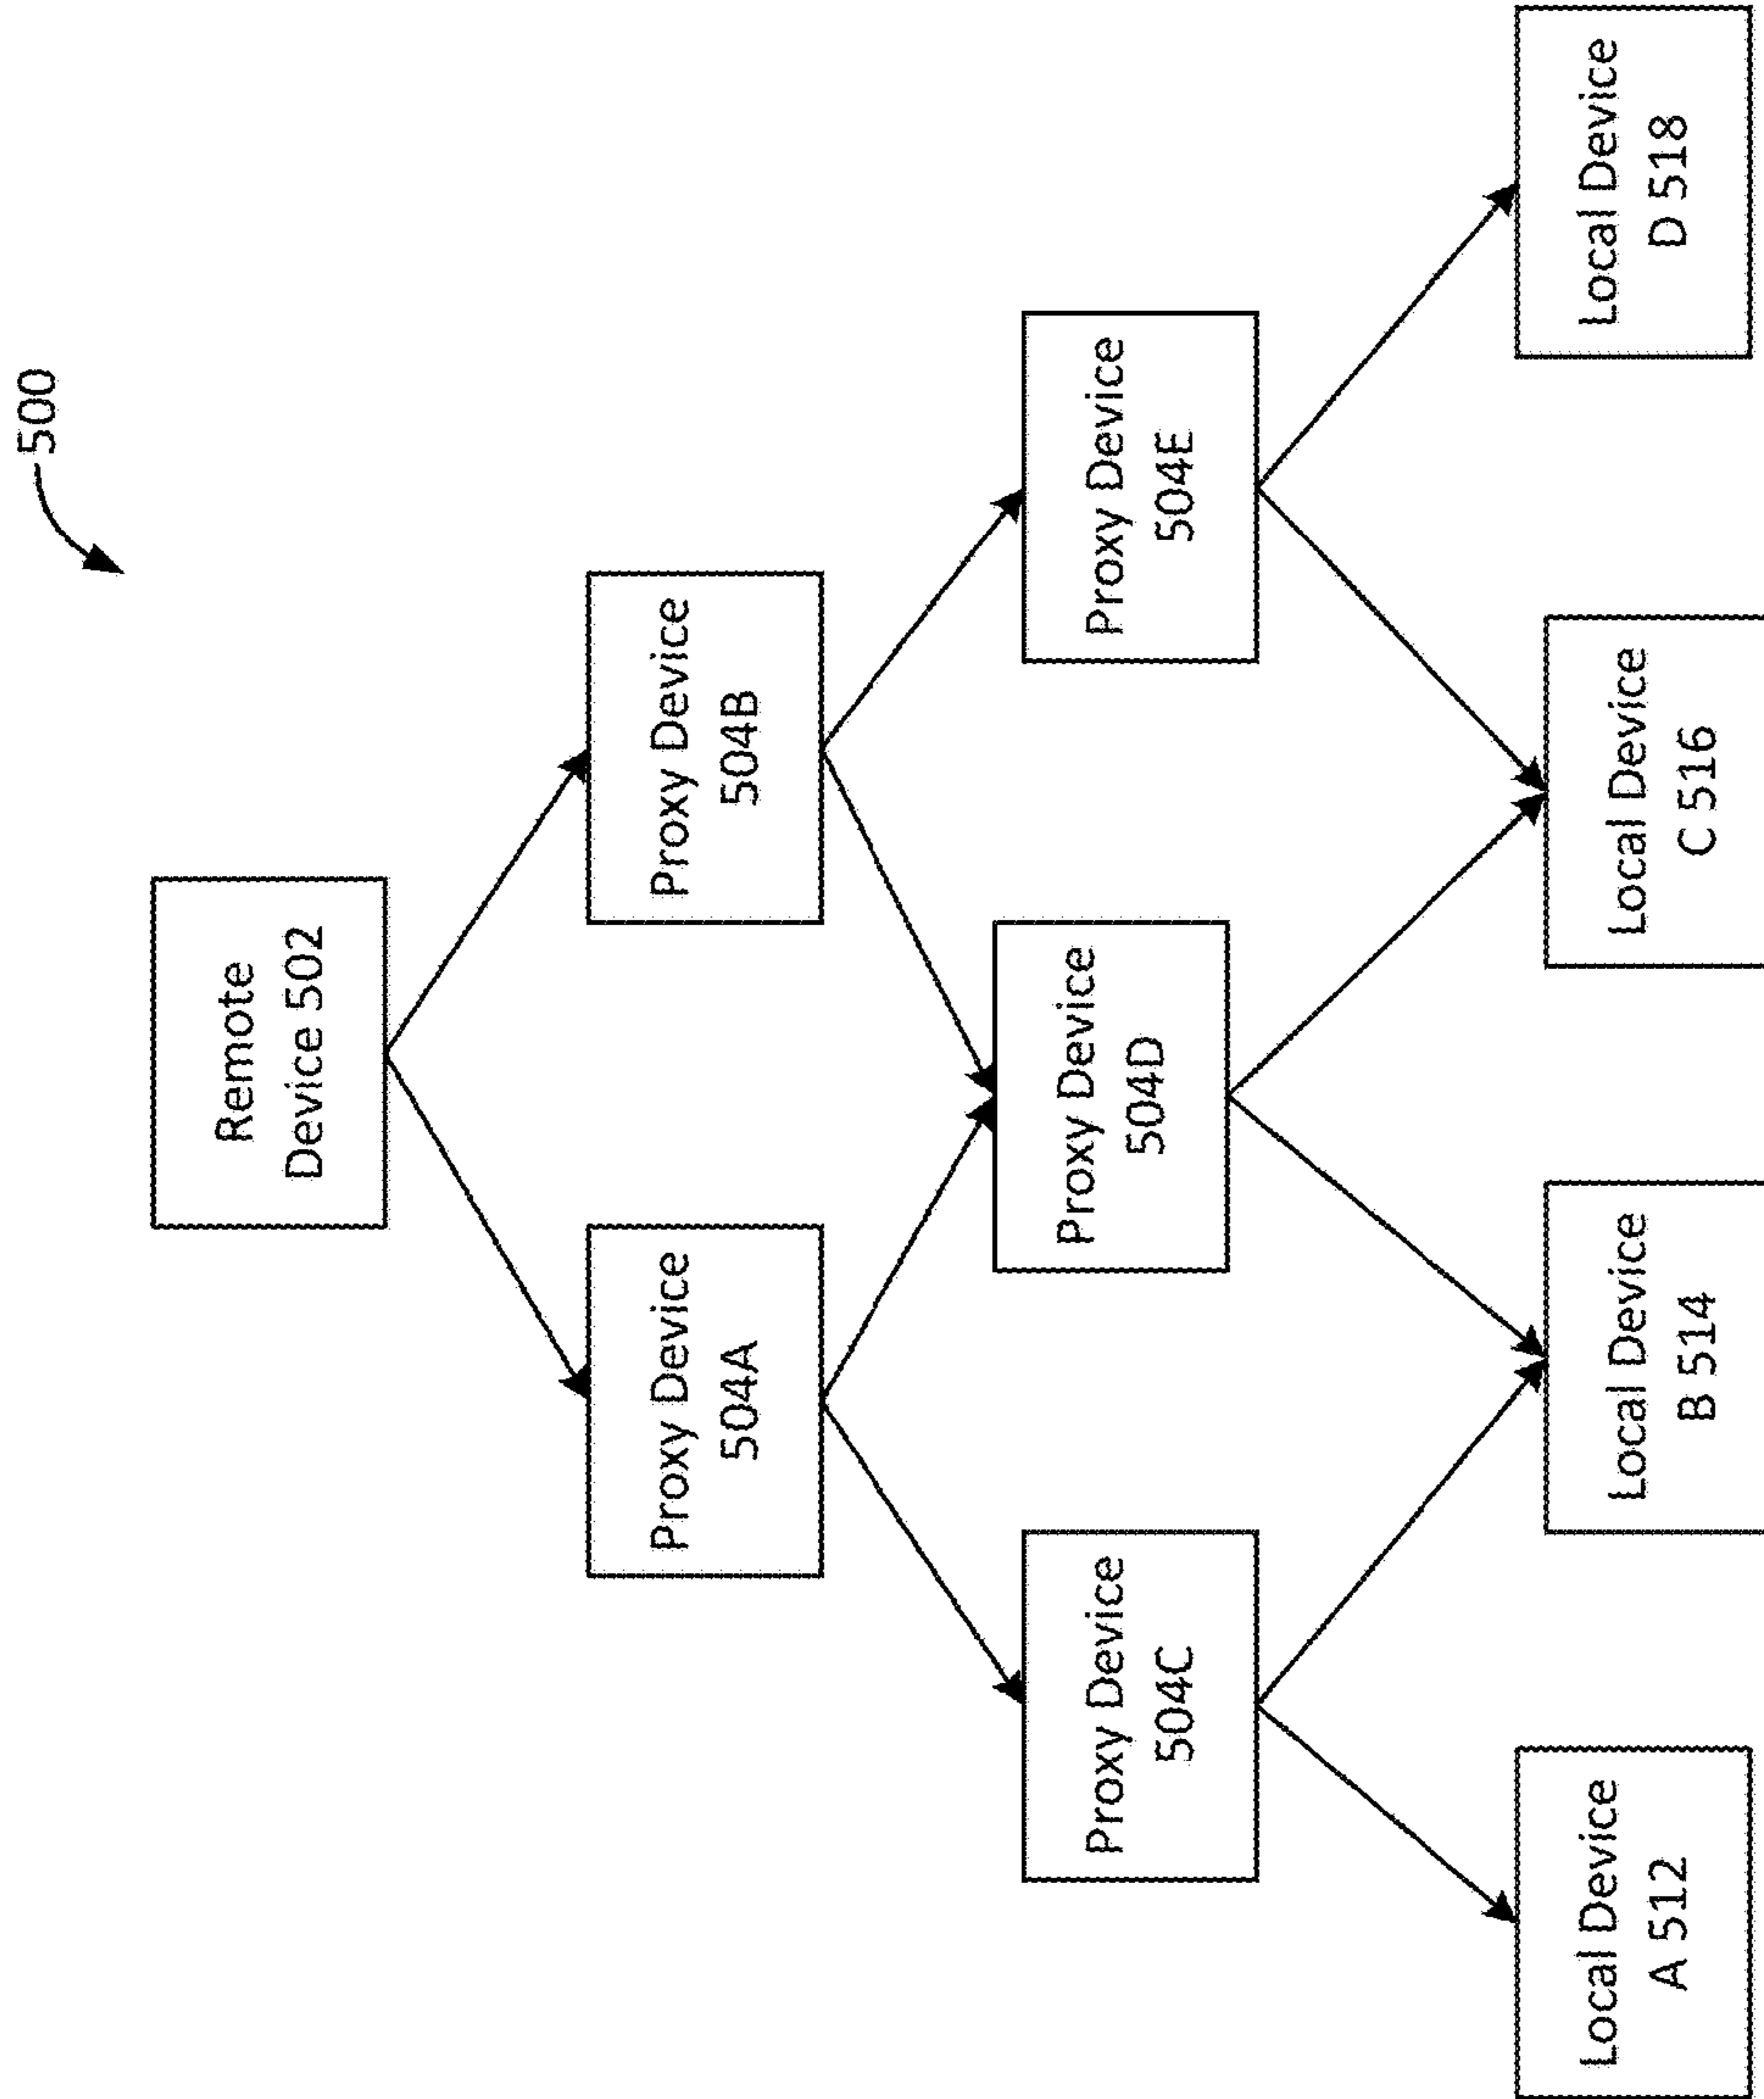 500
Remote
Device 502
Proxy Device
504A
Proxy Device
504B
Proxy Device
504C
Proxy Device
504D
Proxy Device
504E
Local Device
A 512
Local Device
B 514
Local Device
C 516
Local Device
D 518